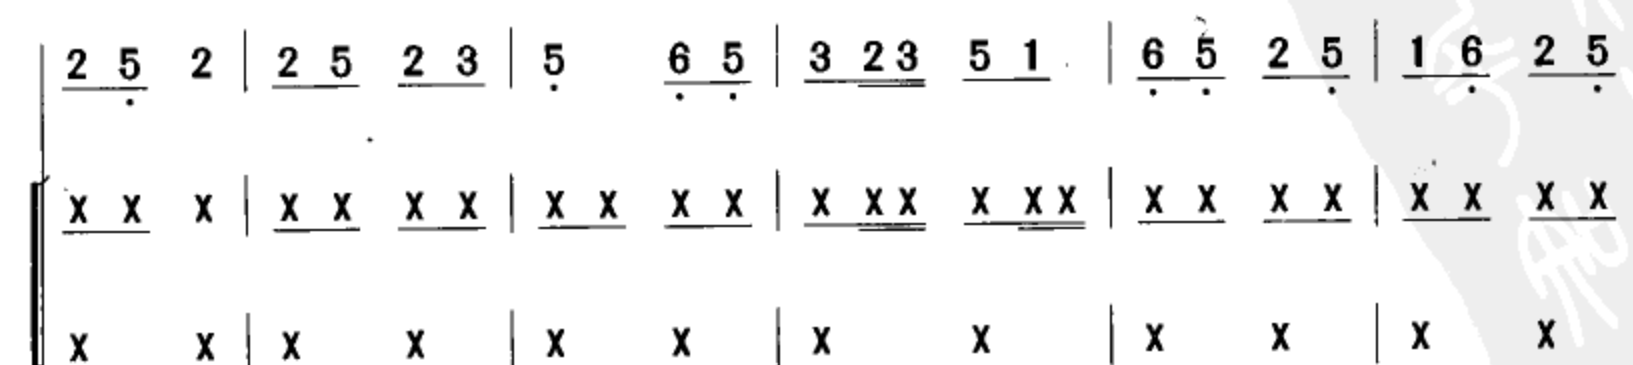 2 5 2 | 2 5 2 3 | 5 6 5 | 3 2 3 5 1 | 6 5 2 5 | 1 6 2 5
X X X | X X X X | X X X X | X X X X X X | X X X X | X X X X
X X | X X | X X | X X | X X | X X